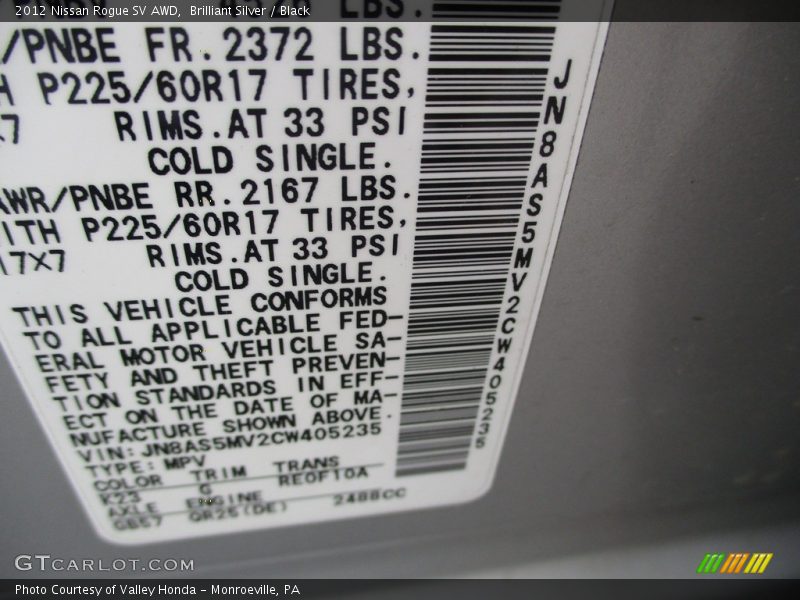 2012 Nissan Rogue SV AWD,  Brilliant Silver / Black
LBS.
/PNBE FR.2372 LBS.
H P225/60R17 TIRES,
7 RIMS.AT 33 PSI
COLD SINGLE.
AWR/PNBE RR.2167 LBS.
ITH P225/60R17 TIRES,
17x7 RIMS.AT 33 PSI
COLD SINGLE.
THIS VEHICLE CONFORMS
TO ALL APPLICABLE FED-
ERAL MOTOR VEHICLE SA-
FETY AND THEFT PREVEN-
TION STANDARDS IN EFF-
ECT ON THE DATE OF MA-
NUFACTURE SHOWN ABOVE.
VIN:JN8AS5MV2CW405235
TYPE:MPV
COLOR TRIM TRANS
K23 G RE0F10A
AXLE ENGINE
GB57 QR25(DE) 2488CC
JN8AS5MV2CW405235
GTCARLOT.COM
Photo Courtesy of Valley Honda – Monroeville, PA